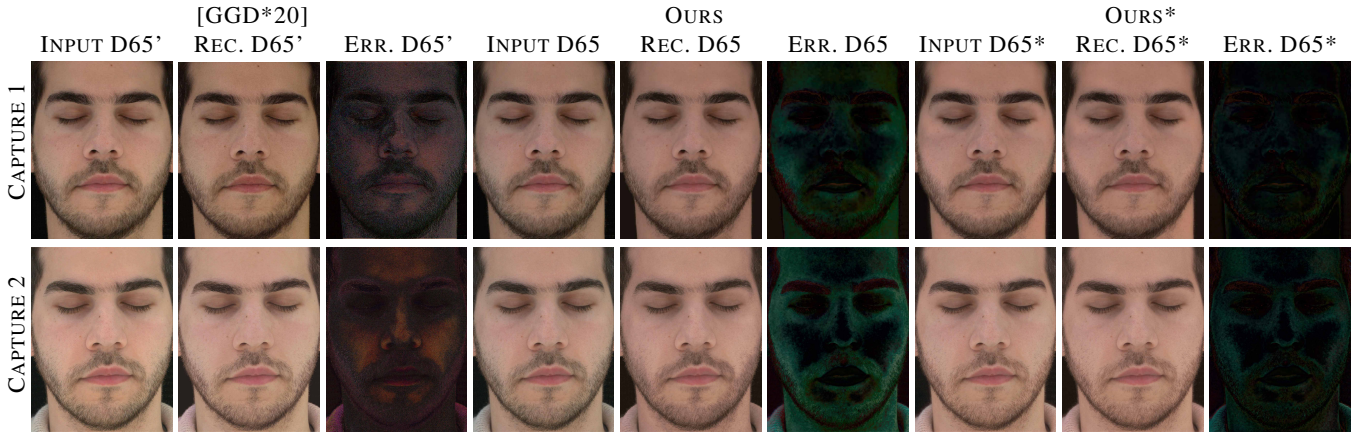 [GGD*20] OURS OURS*
INPUT D65’ REC. D65’ ERR. D65’ INPUT D65 REC. D65 ERR. D65 INPUT D65* REC. D65* ERR. D65*
CAPTURE 1
CAPTURE 2